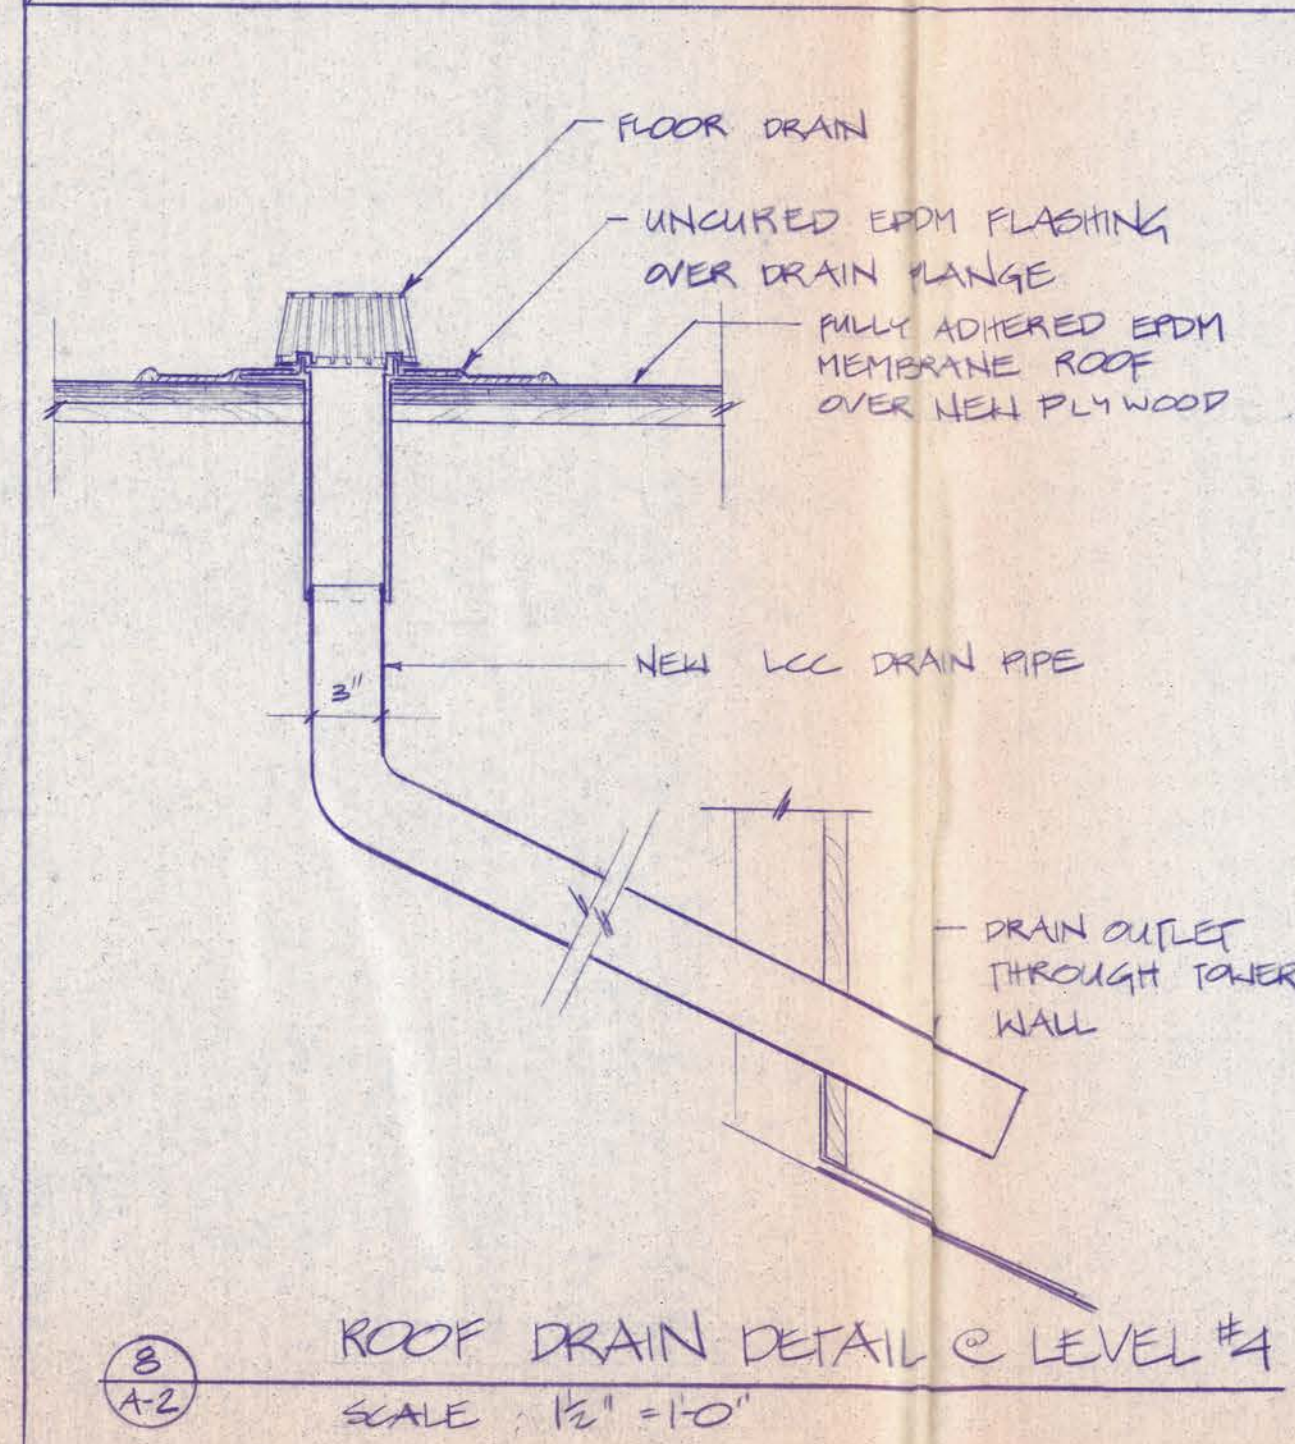 FLOOR DRAIN
UNCURED EPDM FLASHING
OVER DRAIN FLANGE
FULLY ADHERED EPDM
MEMBRANE ROOF
OVER NEW PLYWOOD
NEW LCC DRAIN PIPE
3"
DRAIN OUTLET
THROUGH TOWER
WALL
8
A-2
ROOF DRAIN DETAIL @ LEVEL #4
SCALE : 1½" = 1'-0"